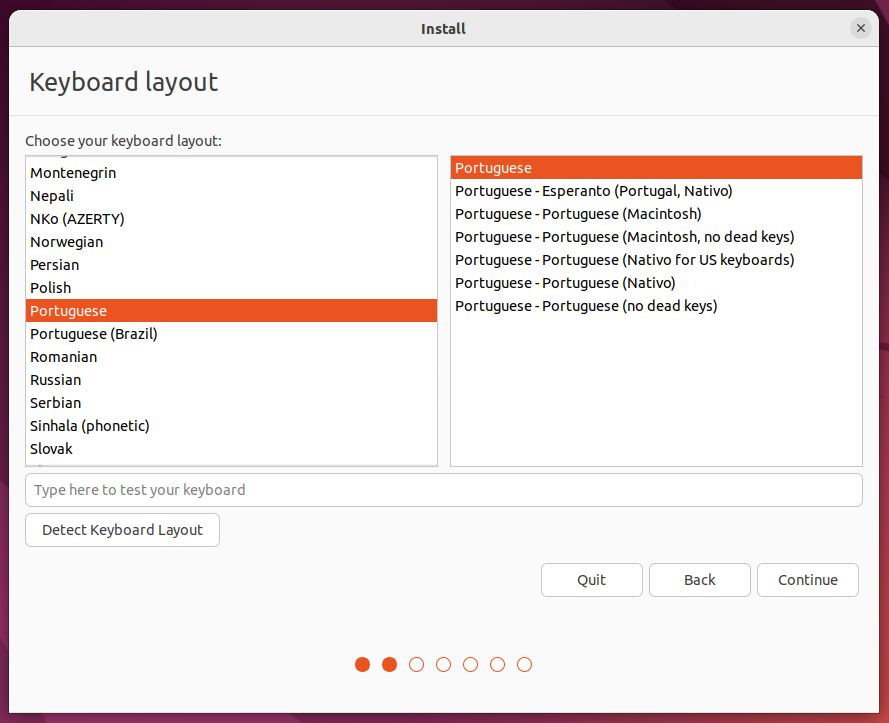 Install
Keyboard layout
Choose your keyboard layout:
Montenegrin
Nepali
NKo (AZERTY)
Norwegian
Persian
Polish
Portuguese
Portuguese (Brazil)
Romanian
Russian
Serbian
Sinhala (phonetic)
Slovak
Portuguese
Portuguese - Esperanto (Portugal, Nativo)
Portuguese - Portuguese (Macintosh)
Portuguese - Portuguese (Macintosh, no dead keys)
Portuguese - Portuguese (Nativo for US keyboards)
Portuguese - Portuguese (Nativo)
Portuguese - Portuguese (no dead keys)
Type here to test your keyboard
Detect Keyboard Layout
Quit
Back
Continue